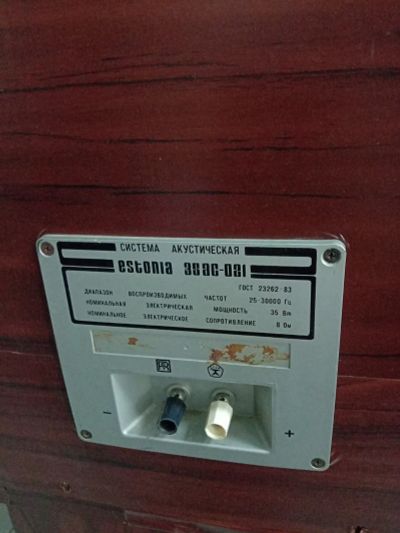 СИСТЕМА АКУСТИЧЕСКАЯ
estonia 35AC-021
ГОСТ 23262-83
ДИАПАЗОН ВОСПРОИЗВОДИМЫХ ЧАСТОТ 25-30000 Гц
НОМИНАЛЬНАЯ ЭЛЕКТРИЧЕСКАЯ МОЩНОСТЬ 35 Вт
НОМИНАЛЬНОЕ ЭЛЕКТРИЧЕСКОЕ СОПРОТИВЛЕНИЕ 8 Ом
- +